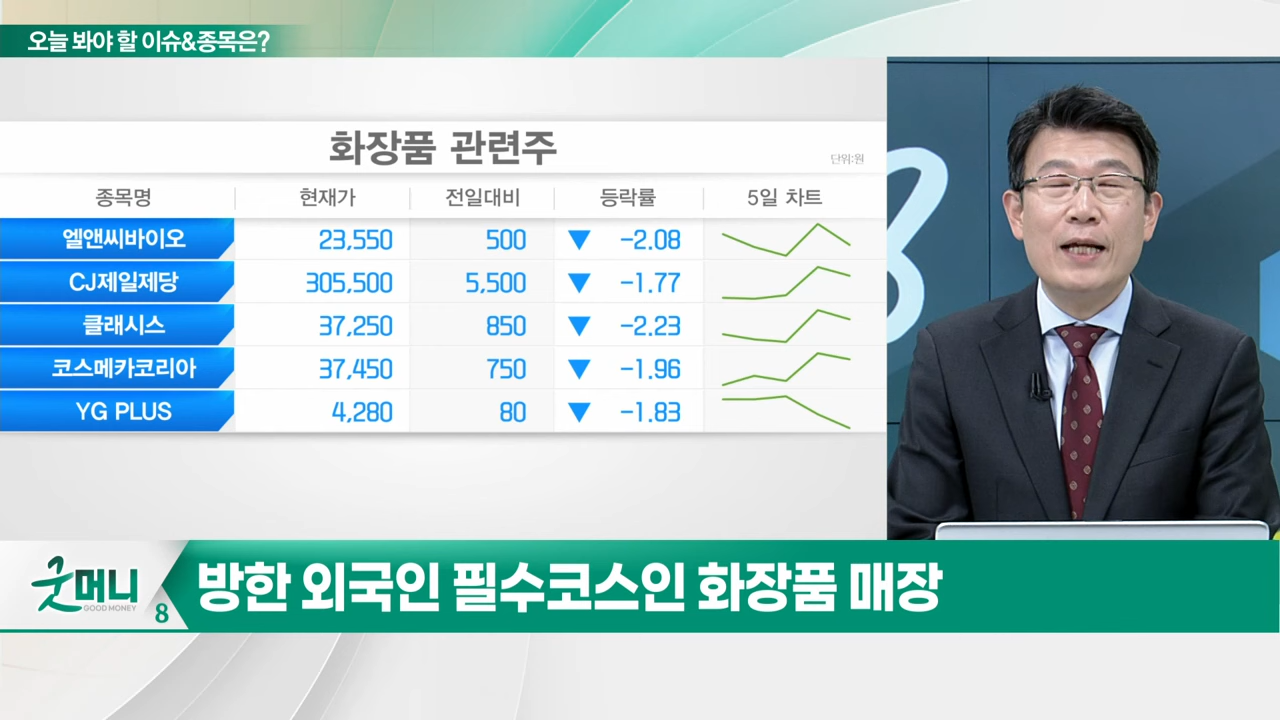 오늘 봐야 할 이슈&종목은?
화장품 관련주
단위:원
종목명 현재가 전일대비 등락률 5일 차트
엘앤씨바이오 23,550 500 ▼ -2.08
CJ제일제당 305,500 5,500 ▼ -1.77
클래시스 37,250 850 ▼ -2.23
코스메카코리아 37,450 750 ▼ -1.96
YG PLUS 4,280 80 ▼ -1.83
굿머니
GOOD MONEY
8
방한 외국인 필수코스인 화장품 매장